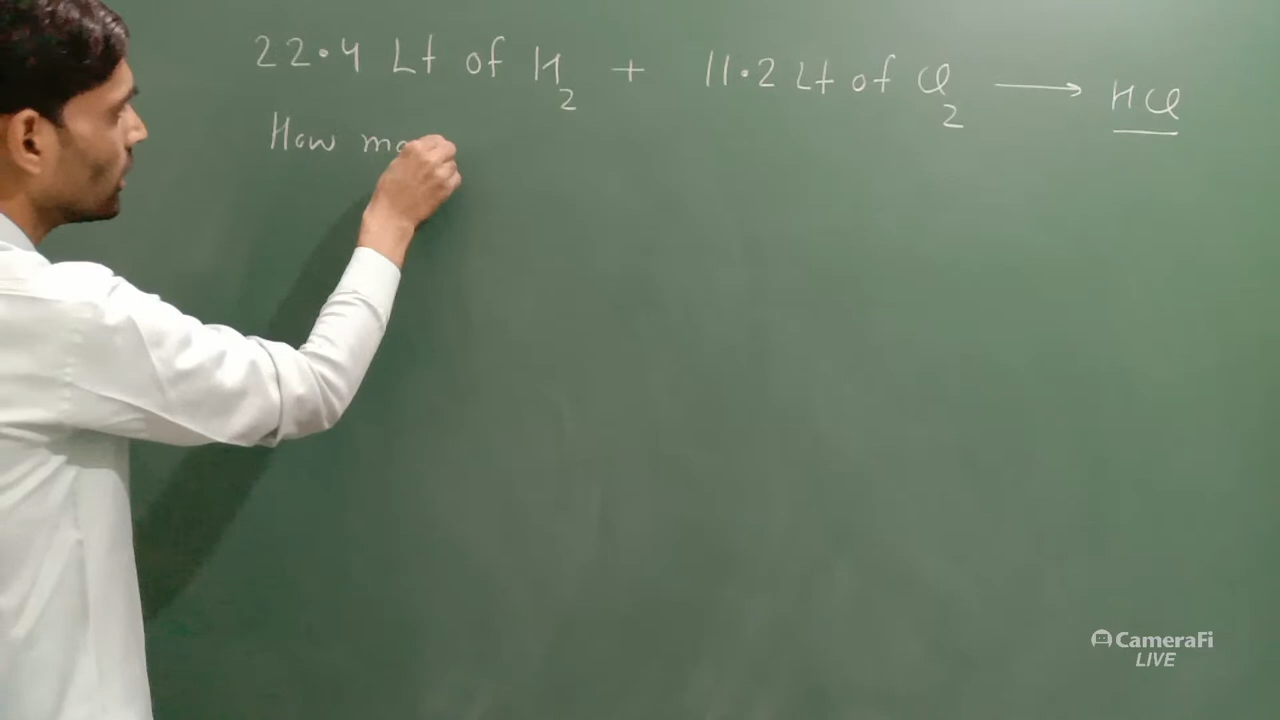 22.4 Lt of H2 + 11.2 Lt of Cl2 → HCl
How
CameraFi
LIVE